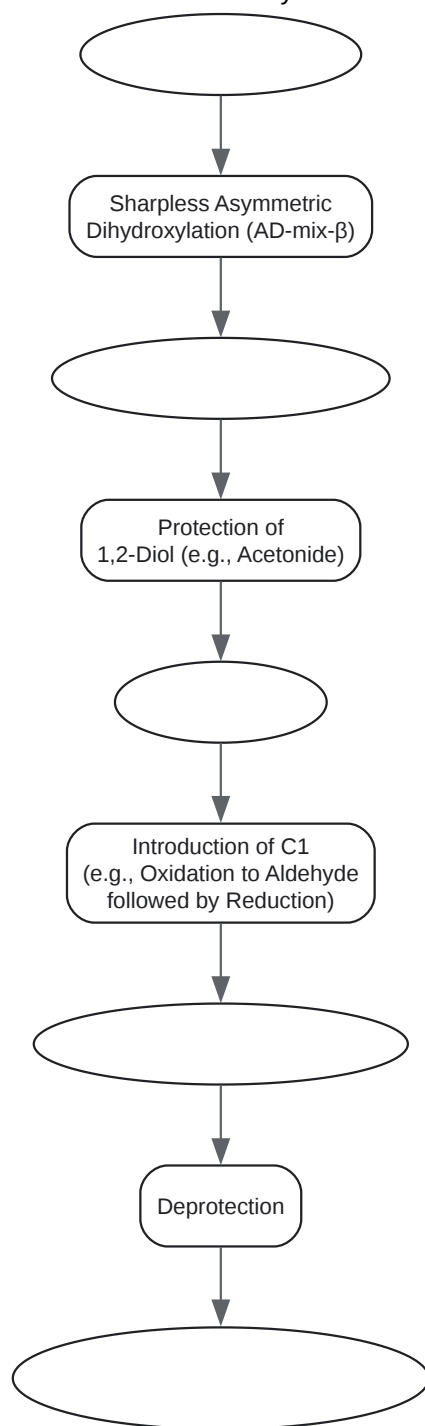 Sharpless Asymmetric
Dihydroxylation (AD-mix-β)
Protection of
1,2-Diol (e.g., Acetonide)
Introduction of C1
(e.g., Oxidation to Aldehyde
followed by Reduction)
Deprotection